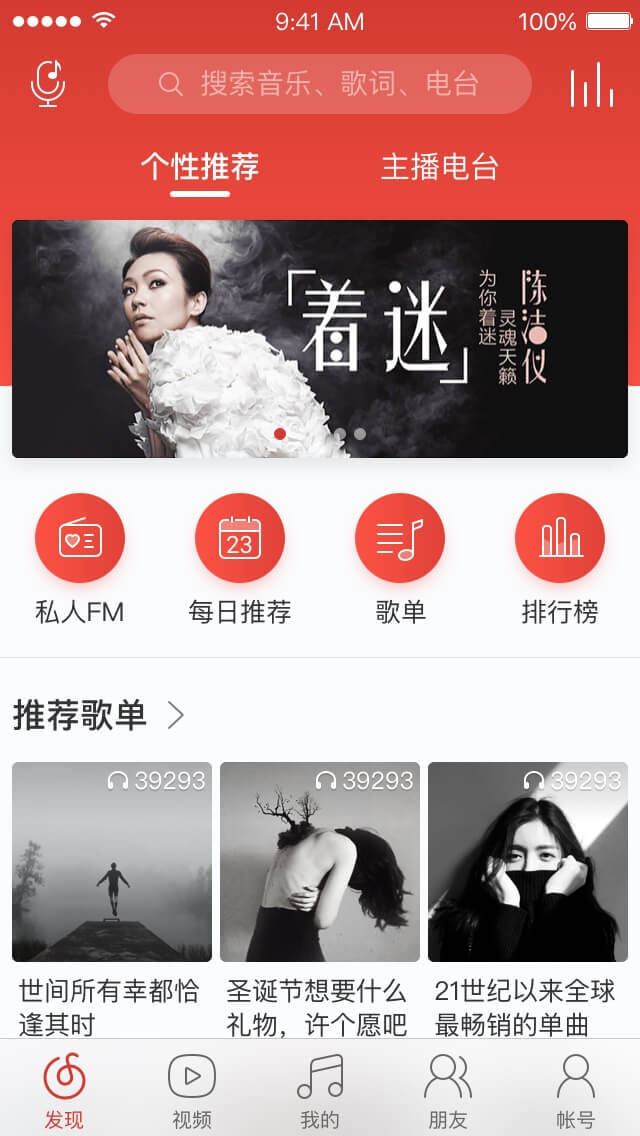 9:41 AM
100%
搜索音乐、歌词、电台
个性推荐
主播电台
「着迷」
为你着迷
灵魂天籁
陈洁仪
23
私人FM
每日推荐
歌单
排行榜
推荐歌单
39293
39293
39293
世间所有幸都恰
逢其时
圣诞节想要什么
礼物，许个愿吧
21世纪以来全球
最畅销的单曲
发现
视频
我的
朋友
帐号